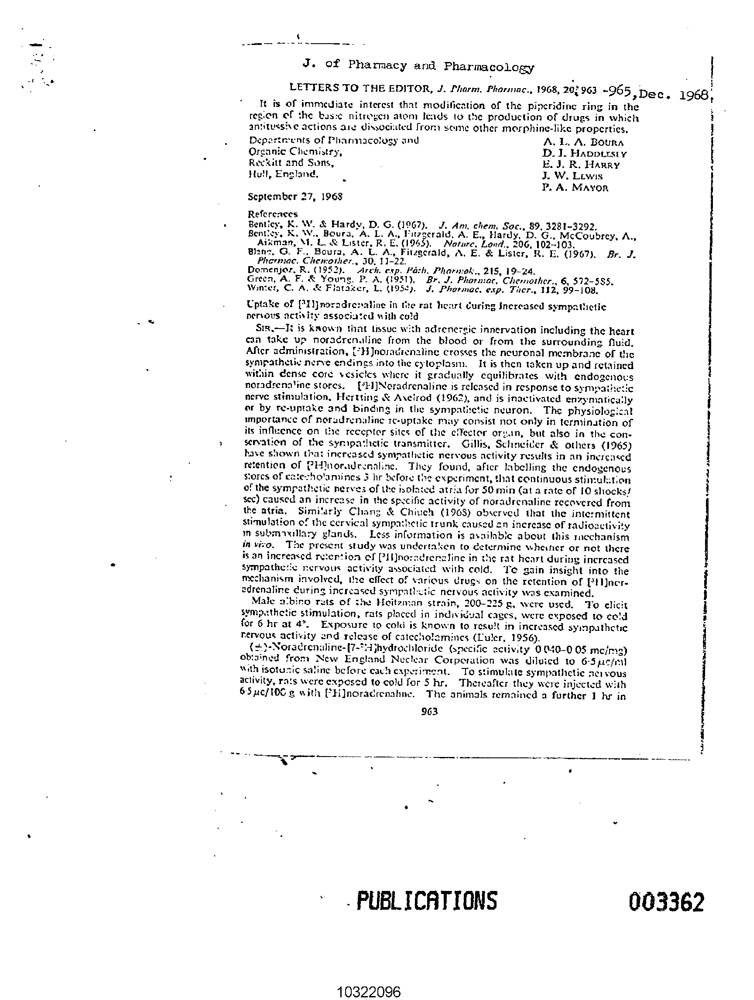 J. of Pharmacy and Pharmacology
LETTERS TO THE EDITOR, J. Pharm. Pharmac., 1968, 20, 963 -965, Dec. 1968,
It is of immediate interest that modification of the piperidine ring in the
region of the basic nitrogen atom leads to the production of drugs in which
antitussive actions are dissociated from some other morphine-like properties.
Departments of Pharmacology and A. L. A. BOURA
Organic Chemistry, D. J. HADDLESEY
Reckitt and Sons, E. J. R. HARRY
Hull, England. J. W. LEWIS
P. A. MAYOR
September 27, 1968
References
Bentley, K. W. & Hardy, D. G. (1967). J. Am. chem. Soc., 89, 3281-3292.
Bentley, K. W., Boura, A. L. A., Fitzgerald, A. E., Hardy, D. G., McCoubrey, A.,
Aikman, M. L. & Lister, R. E. (1965). Nature, Lond., 206, 102-103.
Blane, G. F., Boura, A. L. A., Fitzgerald, A. E. & Lister, R. E. (1967). Br. J.
Pharmac. Chemother., 30, 11-22.
Domenjoz, R. (1952). Arch. exp. Path. Pharmak., 215, 19-24.
Green, A. F. & Young, P. A. (1951). Br. J. Pharmac. Chemother., 6, 572-585.
Winter, C. A. & Flataker, L. (1954). J. Pharmac. exp. Ther., 112, 99-108.
Uptake of [³H]noradrenaline in the rat heart during increased sympathetic
nervous activity associated with cold
SIR,—It is known that tissue with adrenergic innervation including the heart
can take up noradrenaline from the blood or from the surrounding fluid.
After administration, [³H]noradrenaline crosses the neuronal membrane of the
sympathetic nerve endings into the cytoplasm. It is then taken up and retained
within dense core vesicles where it gradually equilibrates with endogenous
noradrenaline stores. [³H]Noradrenaline is released in response to sympathetic
nerve stimulation, Hertting & Axelrod (1962), and is inactivated enzymatically
or by re-uptake and binding in the sympathetic neuron. The physiological
importance of noradrenaline re-uptake may consist not only in termination of
its influence on the receptor sites of the effector organ, but also in the con-
servation of the sympathetic transmitter. Gillis, Schneider & others (1965)
have shown that increased sympathetic nervous activity results in an increased
retention of [³H]noradrenaline. They found, after labelling the endogenous
stores of catecholamines 3 hr before the experiment, that continuous stimulation
of the sympathetic nerves of the isolated atria for 50 min (at a rate of 10 shocks/
sec) caused an increase in the specific activity of noradrenaline recovered from
the atria. Similarly Chang & Chiueh (1968) observed that the intermittent
stimulation of the cervical sympathetic trunk caused an increase of radioactivity
in submaxillary glands. Less information is available about this mechanism
in vivo. The present study was undertaken to determine whether or not there
is an increased retention of [³H]noradrenaline in the rat heart during increased
sympathetic nervous activity associated with cold. To gain insight into the
mechanism involved, the effect of various drugs on the retention of [³H]nor-
adrenaline during increased sympathetic nervous activity was examined.
Male albino rats of the Holtzman strain, 200-225 g, were used. To elicit
sympathetic stimulation, rats placed in individual cages, were exposed to cold
for 6 hr at 4°. Exposure to cold is known to result in increased sympathetic
nervous activity and release of catecholamines (Euler, 1956).
(±)-Noradrenaline-[7-³H]hydrochloride (specific activity 0·040-0·05 mc/mg)
obtained from New England Nuclear Corporation was diluted to 6·5 μc/ml
with isotonic saline before each experiment. To stimulate sympathetic nervous
activity, rats were exposed to cold for 5 hr. Thereafter they were injected with
6·5 μc/100 g with [³H]noradrenaline. The animals remained a further 1 hr in
963
PUBLICATIONS 003362
10322096